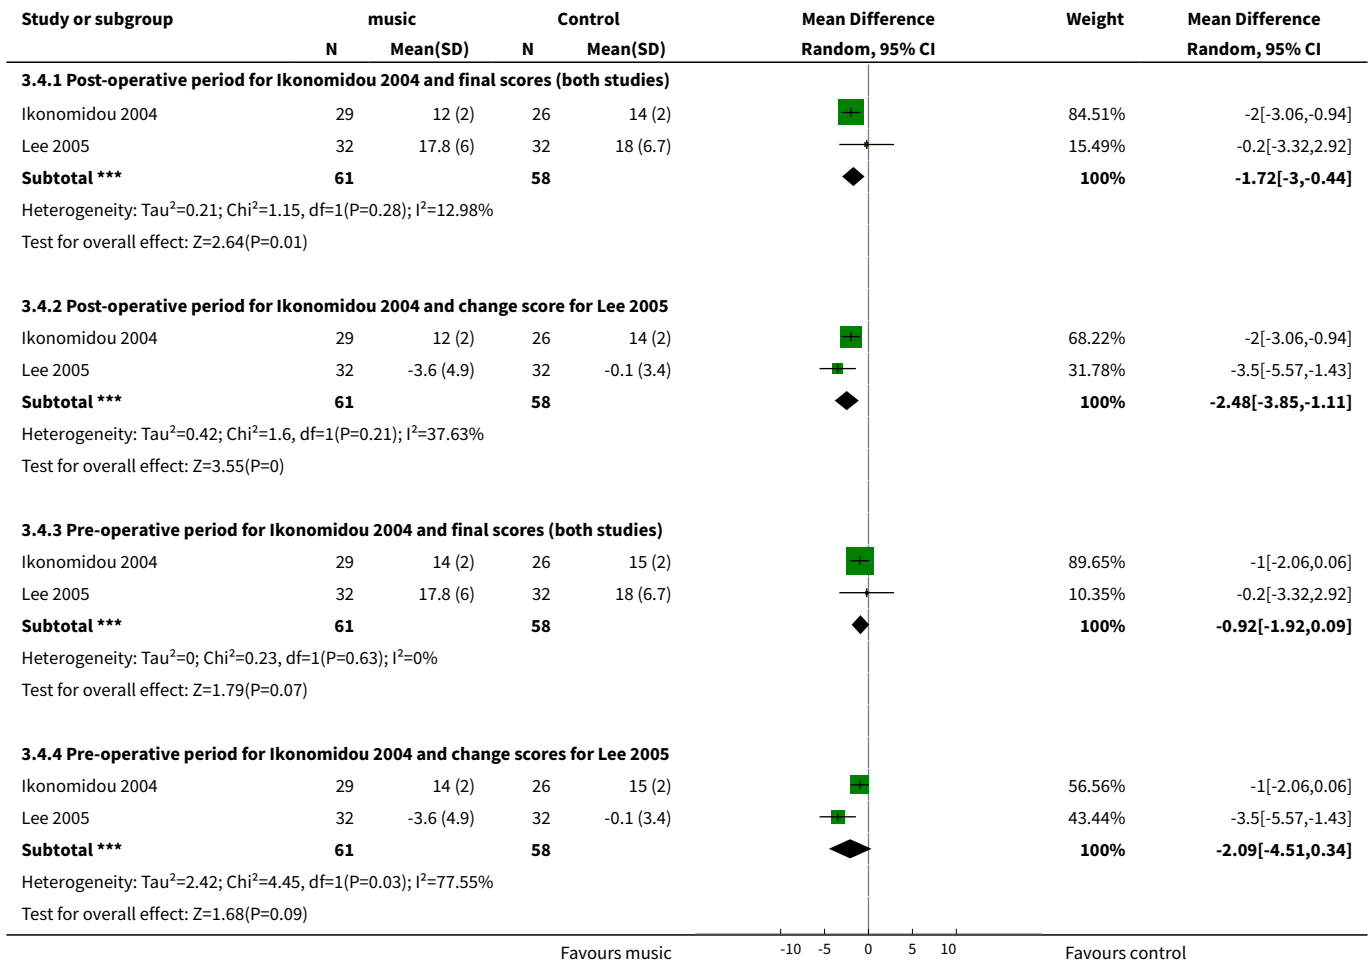 Study or subgroup music Control Mean Difference Weight Mean Difference
N Mean(SD) N Mean(SD) Random, 95% CI Random, 95% CI
3.4.1 Post-operative period for Ikonomidou 2004 and final scores (both studies)
Ikonomidou 2004 29 12 (2) 26 14 (2) 84.51% -2[-3.06,-0.94]
Lee 2005 32 17.8 (6) 32 18 (6.7) 15.49% -0.2[-3.32,2.92]
Subtotal *** 61 58 100% -1.72[-3,-0.44]
Heterogeneity: Tau²=0.21; Chi²=1.15, df=1(P=0.28); I²=12.98%
Test for overall effect: Z=2.64(P=0.01)
3.4.2 Post-operative period for Ikonomidou 2004 and change score for Lee 2005
Ikonomidou 2004 29 12 (2) 26 14 (2) 68.22% -2[-3.06,-0.94]
Lee 2005 32 -3.6 (4.9) 32 -0.1 (3.4) 31.78% -3.5[-5.57,-1.43]
Subtotal *** 61 58 100% -2.48[-3.85,-1.11]
Heterogeneity: Tau²=0.42; Chi²=1.6, df=1(P=0.21); I²=37.63%
Test for overall effect: Z=3.55(P=0)
3.4.3 Pre-operative period for Ikonomidou 2004 and final scores (both studies)
Ikonomidou 2004 29 14 (2) 26 15 (2) 89.65% -1[-2.06,0.06]
Lee 2005 32 17.8 (6) 32 18 (6.7) 10.35% -0.2[-3.32,2.92]
Subtotal *** 61 58 100% -0.92[-1.92,0.09]
Heterogeneity: Tau²=0; Chi²=0.23, df=1(P=0.63); I²=0%
Test for overall effect: Z=1.79(P=0.07)
3.4.4 Pre-operative period for Ikonomidou 2004 and change scores for Lee 2005
Ikonomidou 2004 29 14 (2) 26 15 (2) 56.56% -1[-2.06,0.06]
Lee 2005 32 -3.6 (4.9) 32 -0.1 (3.4) 43.44% -3.5[-5.57,-1.43]
Subtotal *** 61 58 100% -2.09[-4.51,0.34]
Heterogeneity: Tau²=2.42; Chi²=4.45, df=1(P=0.03); I²=77.55%
Test for overall effect: Z=1.68(P=0.09)
Favours music -10 -5 0 5 10 Favours control